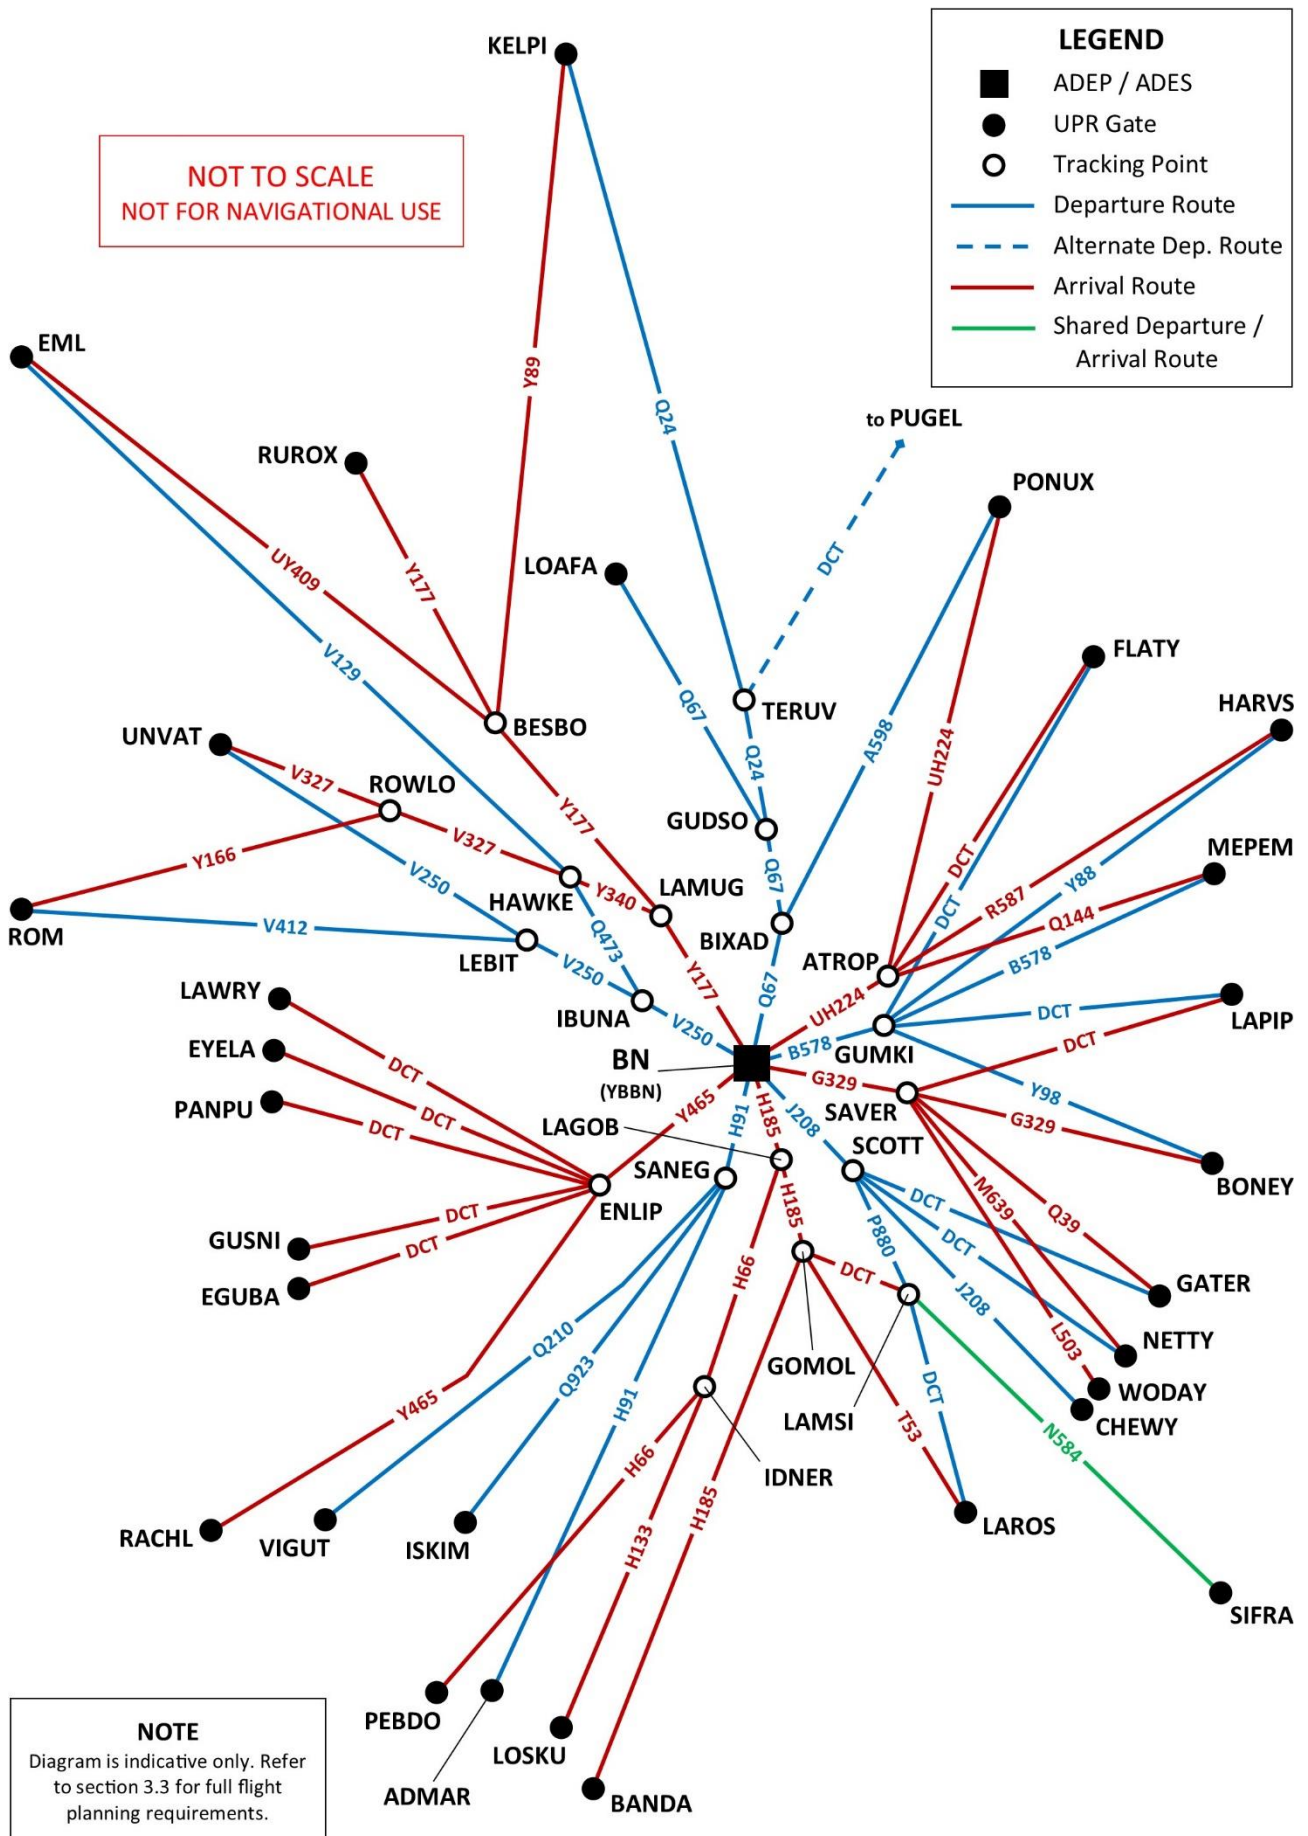 KELPI
LEGEND
ADEP / ADES
UPR Gate
Tracking Point
Departure Route
Alternate Dep. Route
Arrival Route
Shared Departure /
Arrival Route
NOT TO SCALE
NOT FOR NAVIGATIONAL USE
EML
Y89
Q24
to PUGEL
RUROX
PONUX
UY409
Y177
LOAFA
DCT
V129
FLATY
Q67
HARVS
UNVAT
BESBO
TERUV
A598
UH224
V327
ROWLO
Q24
Y177
GUDSO
V327
Y166
DCT
MEPEM
V250
Q67
Y88
R587
HAWKE
Y340
LAMUG
DCT
Q144
ROM
V412
BIXAD
B578
LEBIT
Q473
ATROP
V250
Y177
Q67
LAWRY
UH224
IBUNA
V250
DCT
LAPIP
EYELA
BN
(YBBN)
B578
GUMKI
DCT
DCT
G329
Y98
PANPU
DCT
SAVER
G329
DCT
LAGOB
Y465
H91
H185
J208
SCOTT
SANEG
BONEY
ENLIP
DCT
M639
Q39
GUSNI
DCT
H185
P880
DCT
DCT
H66
DCT
EGUBA
GATER
J208
Q210
L503
NETTY
Q923
GOMOL
WODAY
H91
LAMSI
DCT
CHEWY
Y465
T53
N584
H66
IDNER
H185
RACHL
VIGUT
ISKIM
H133
LAROS
SIFRA
PEBDO
LOSKU
ADMAR
BANDA
NOTE
Diagram is indicative only. Refer
to section 3.3 for full flight
planning requirements.